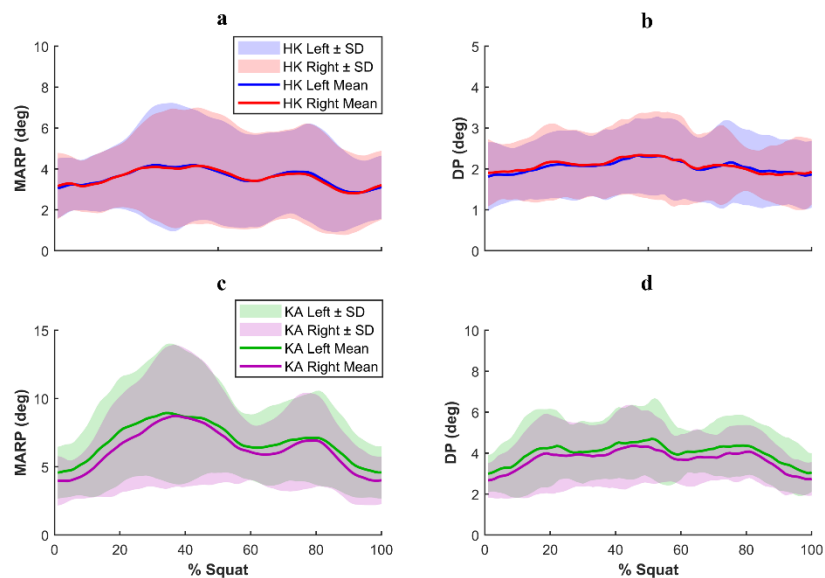 a
b
10
8
6
4
2
0
MARP (deg)
HK Left ± SD
HK Right ± SD
HK Left Mean
HK Right Mean
5
4
3
2
1
0
DP (deg)
c
d
15
10
5
0
MARP (deg)
KA Left ± SD
KA Right ± SD
KA Left Mean
KA Right Mean
0 20 40 60 80 100
% Squat
10
8
6
4
2
0
DP (deg)
0 20 40 60 80 100
% Squat